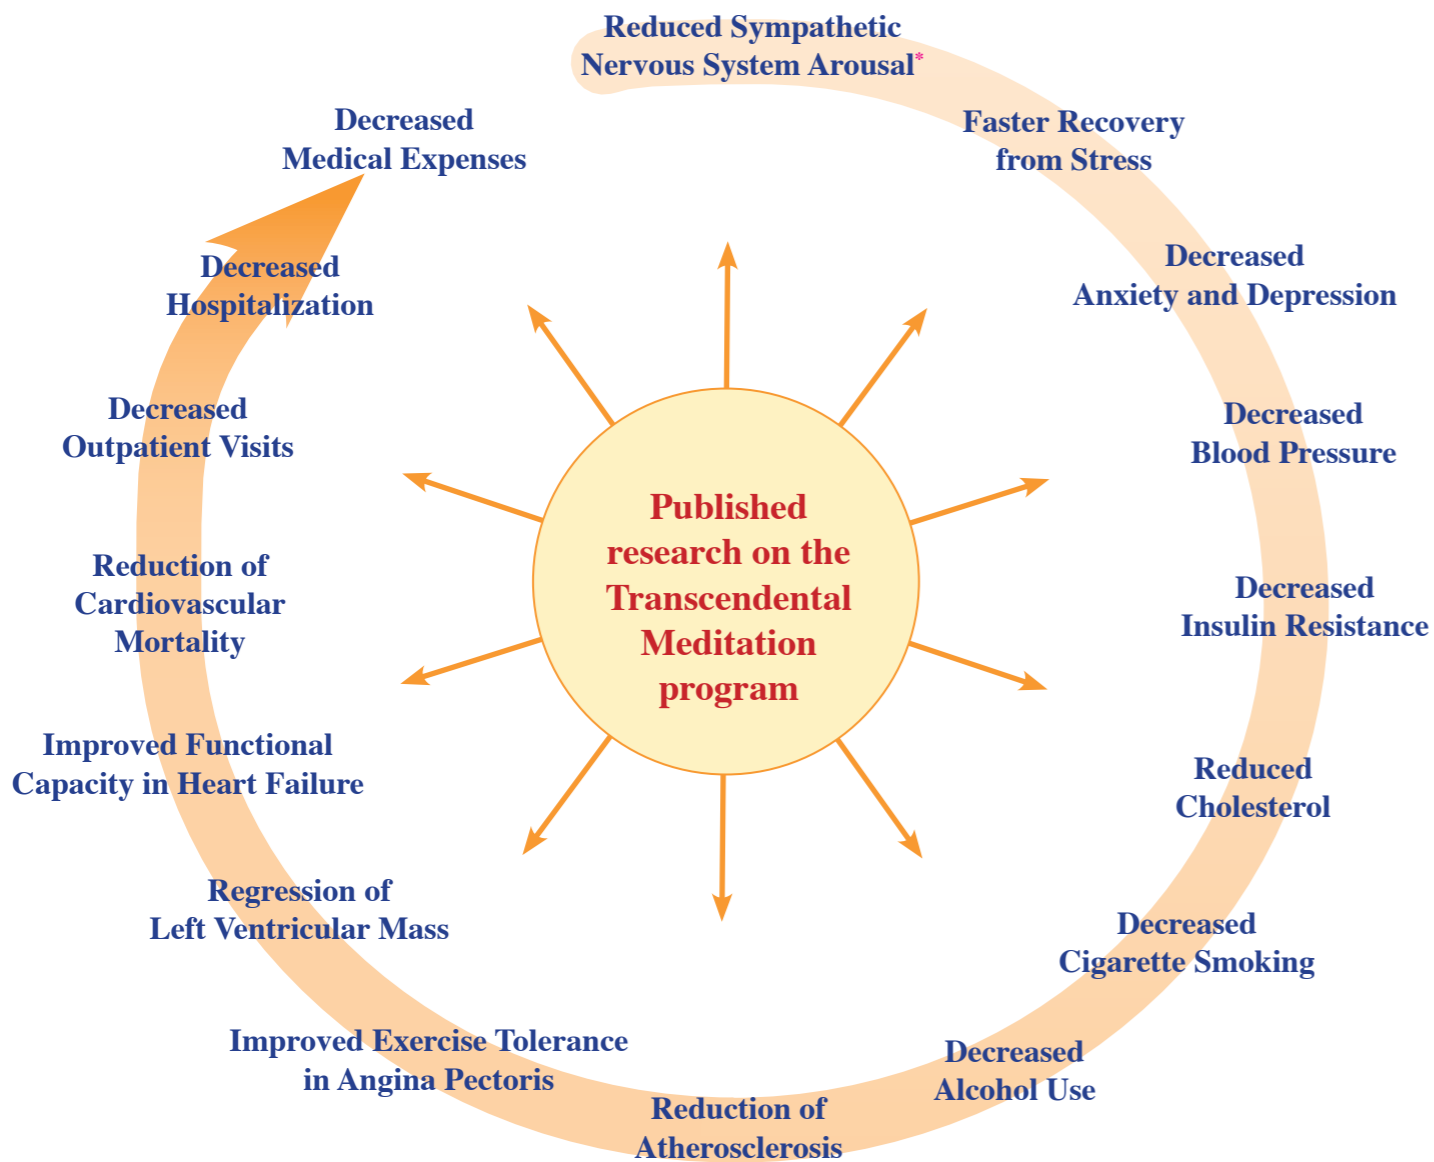 Reduced Sympathetic
Nervous System Arousal*
Faster Recovery
from Stress
Decreased
Anxiety and Depression
Decreased
Blood Pressure
Decreased
Insulin Resistance
Reduced
Cholesterol
Decreased
Cigarette Smoking
Decreased
Alcohol Use
Reduction of
Atherosclerosis
Improved Exercise Tolerance
in Angina Pectoris
Regression of
Left Ventricular Mass
Improved Functional
Capacity in Heart Failure
Reduction of
Cardiovascular
Mortality
Decreased
Outpatient Visits
Decreased
Hospitalization
Decreased
Medical Expenses
Published
research on the
Transcendental
Meditation
program